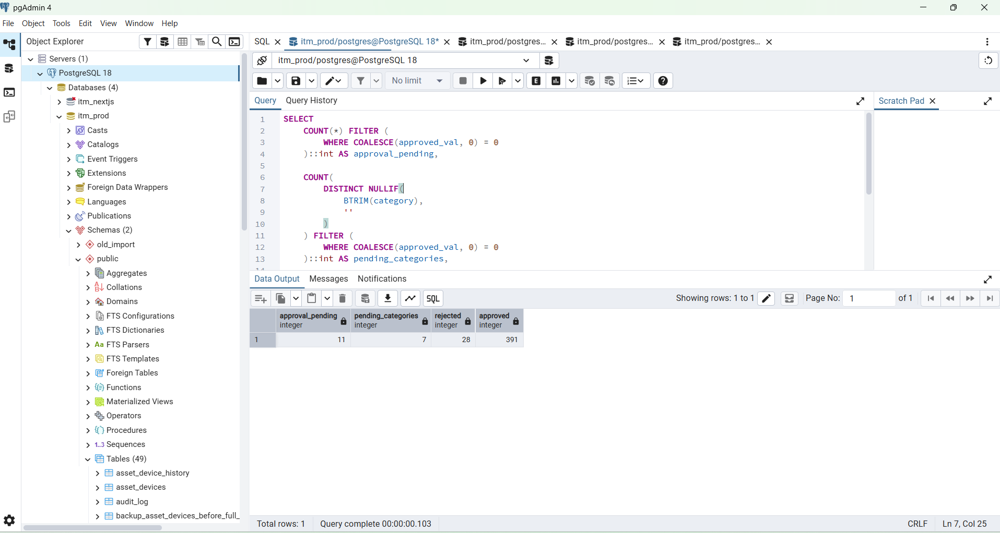 pgAdmin 4
File Object Tools Edit View Window Help
Object Explorer
Servers (1)
PostgreSQL 18
Databases (4)
itm_nextjs
itm_prod
Casts
Catalogs
Event Triggers
Extensions
Foreign Data Wrappers
Languages
Publications
Schemas (2)
old_import
public
Aggregates
Collations
Domains
FTS Configurations
FTS Dictionaries
Aa FTS Parsers
FTS Templates
Foreign Tables
Functions
Materialized Views
Operators
Procedures
1..3 Sequences
Tables (49)
asset_device_history
asset_devices
audit_log
backup_asset_devices_before_full_
SQL itm_prod/postgres@PostgreSQL 18* itm_prod/postgres... itm_prod/postgres... itm_prod/postgres...
itm_prod/postgres@PostgreSQL 18
No limit E
Query Query History
Scratch Pad
1 SELECT
2 COUNT(*) FILTER (
3 WHERE COALESCE(approved_val, 0) = 0
4 )::int AS approval_pending,
5
6 COUNT(
7 DISTINCT NULLIF(
8 BTRIM(category),
9 ''
10 )
11 ) FILTER (
12 WHERE COALESCE(approved_val, 0) = 0
13 )::int AS pending_categories,
14
Data Output Messages Notifications
SQL Showing rows: 1 to 1 Page No: 1 of 1
approval_pending pending_categories rejected approved
integer integer integer integer
1 11 7 28 391
Total rows: 1 Query complete 00:00:00.103 CRLF Ln 7, Col 25